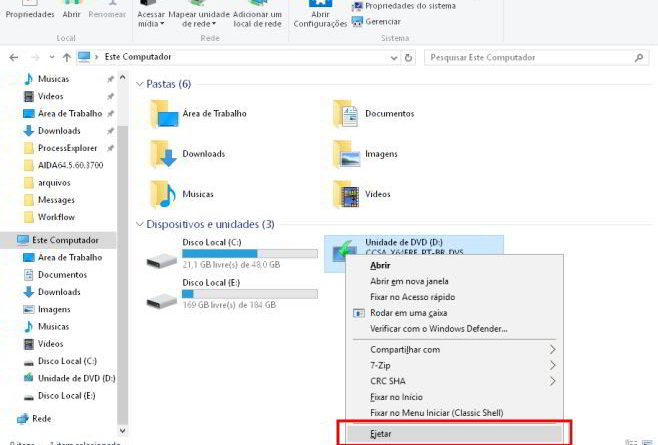 Propriedades Abrir Renomear
Acessar mídia
Mapear unidade de rede
Adicionar um local de rede
Abrir Configurações
Propriedades do sistema
Gerenciar
Local
Rede
Sistema
Este Computador
Pesquisar Este Computador
Musicas
Videos
Área de Trabalho
Downloads
ProcessExplorer
AIDA64.5.60.3700
arquivos
Messages
Workflow
Este Computador
Área de Trabalho
Documentos
Downloads
Imagens
Musicas
Videos
Disco Local (C:)
Unidade de DVD (D:)
Disco Local (E:)
Rede
Pastas (6)
Área de Trabalho
Documentos
Downloads
Imagens
Musicas
Videos
Dispositivos e unidades (3)
Disco Local (C:)
21,1 GB livre(s) de 48,0 GB
Unidade de DVD (D:)
CCSA_X64FRE_PT-BR_DV5
Disco Local (E:)
169 GB livre(s) de 184 GB
Abrir
Abrir em nova janela
Fixar no Acesso rápido
Rodar em uma caixa
Verificar com o Windows Defender...
Compartilhar com
7-Zip
CRC SHA
Fixar no Início
Fixar no Menu Iniciar (Classic Shell)
Ejetar
1 item selecionado